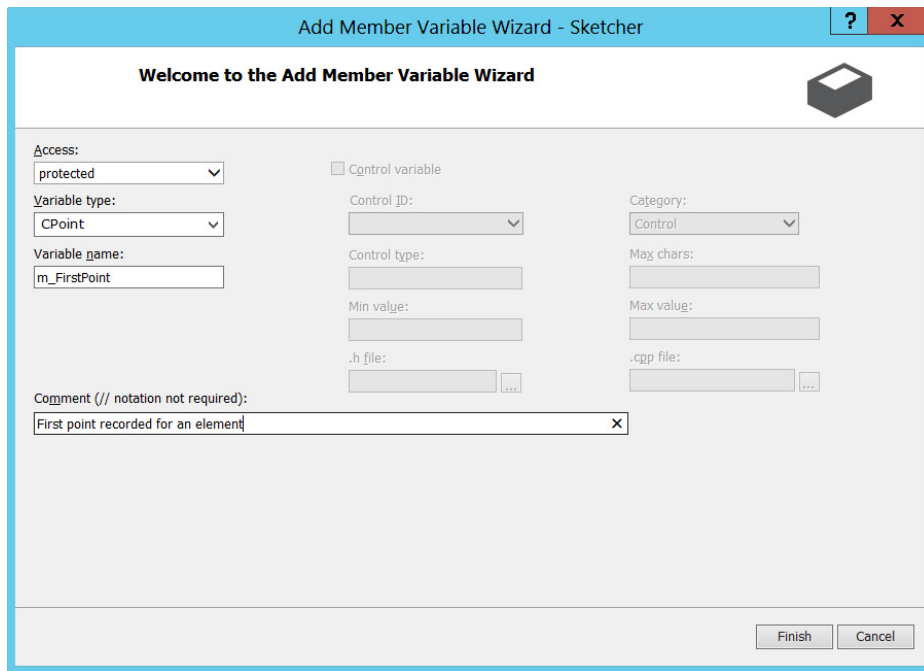 Add Member Variable Wizard - Sketcher
? X
Welcome to the Add Member Variable Wizard
Access:
protected
Control variable
Variable type:
Control ID:
Category:
CPoint
Control
Variable name:
Control type:
Max chars:
m_FirstPoint
Min value:
Max value:
.h file:
.cpp file:
...
...
Comment (// notation not required):
First point recorded for an element
Finish
Cancel